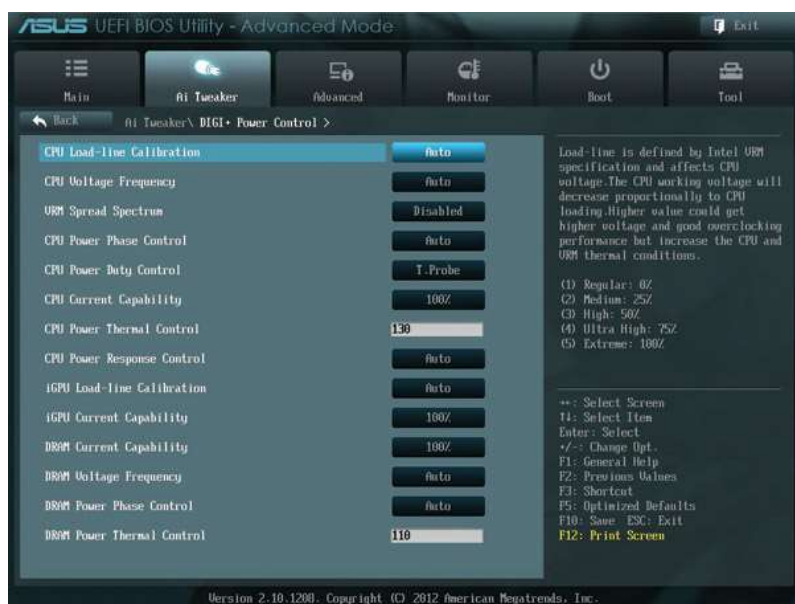 ASUS UEFI BIOS Utility - Advanced Mode
Exit
Main
Ai Tweaker
Advanced
Monitor
Boot
Tool
Back
Ai Tweaker\ DIGI+ Power Control >
CPU Load-line Calibration Auto
CPU Voltage Frequency Auto
VRM Spread Spectrum Disabled
CPU Power Phase Control Auto
CPU Power Duty Control T.Probe
CPU Current Capability 100%
CPU Power Thermal Control 130
CPU Power Response Control Auto
iGPU Load-line Calibration Auto
iGPU Current Capability 100%
DRAM Current Capability 100%
DRAM Voltage Frequency Auto
DRAM Power Phase Control Auto
DRAM Power Thermal Control 110
Load-line is defined by Intel VRM
specification and affects CPU
voltage.The CPU working voltage will
decrease proportionally to CPU
loading.Higher value could get
higher voltage and good overclocking
performance but increase the CPU and
VRM thermal conditions.
(1) Regular: 0%
(2) Medium: 25%
(3) High: 50%
(4) Ultra High: 75%
(5) Extreme: 100%
→←: Select Screen
↑↓: Select Item
Enter: Select
+/-: Change Opt.
F1: General Help
F2: Previous Values
F3: Shortcut
F5: Optimized Defaults
F10: Save ESC: Exit
F12: Print Screen
Version 2.10.1208. Copyright (C) 2012 American Megatrends, Inc.